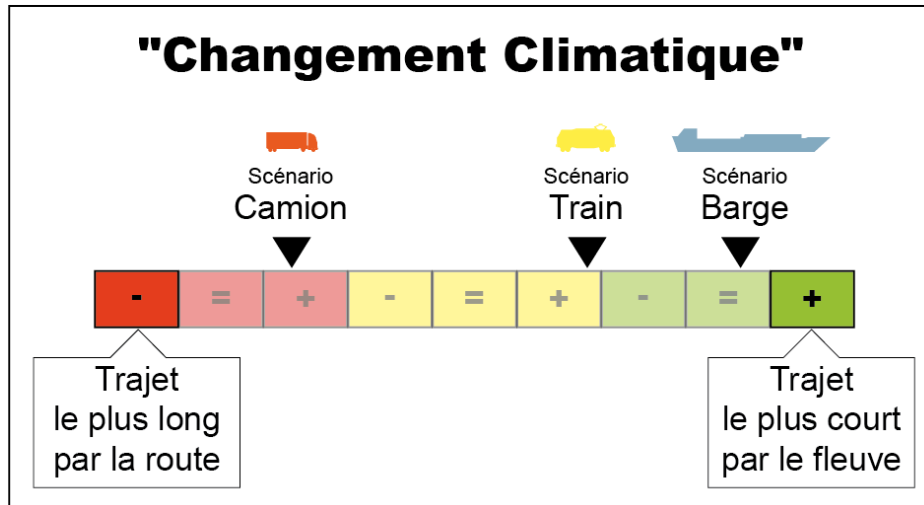 "Changement Climatique"
Scénario
Camion
Scénario
Train
Scénario
Barge
- = + - = + - = +
Trajet
le plus long
par la route
Trajet
le plus court
par le fleuve